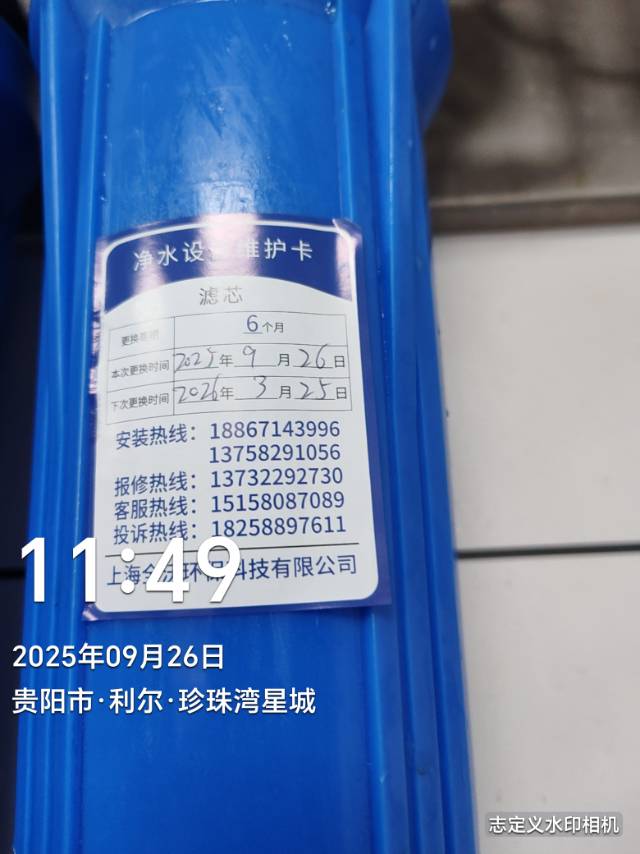 净水设备维护卡
滤芯
更换周期 6个月
本次更换时间 2025年 9 月 26 日
下次更换时间 2026年 3 月 25 日
安装热线：18867143996
13758291056
报修热线：13732292730
客服热线：15158087089
投诉热线：18258897611
上海 环保科技有限公司
11:49
2025年09月26日
贵阳市·利尔·珍珠湾星城
志定义水印相机